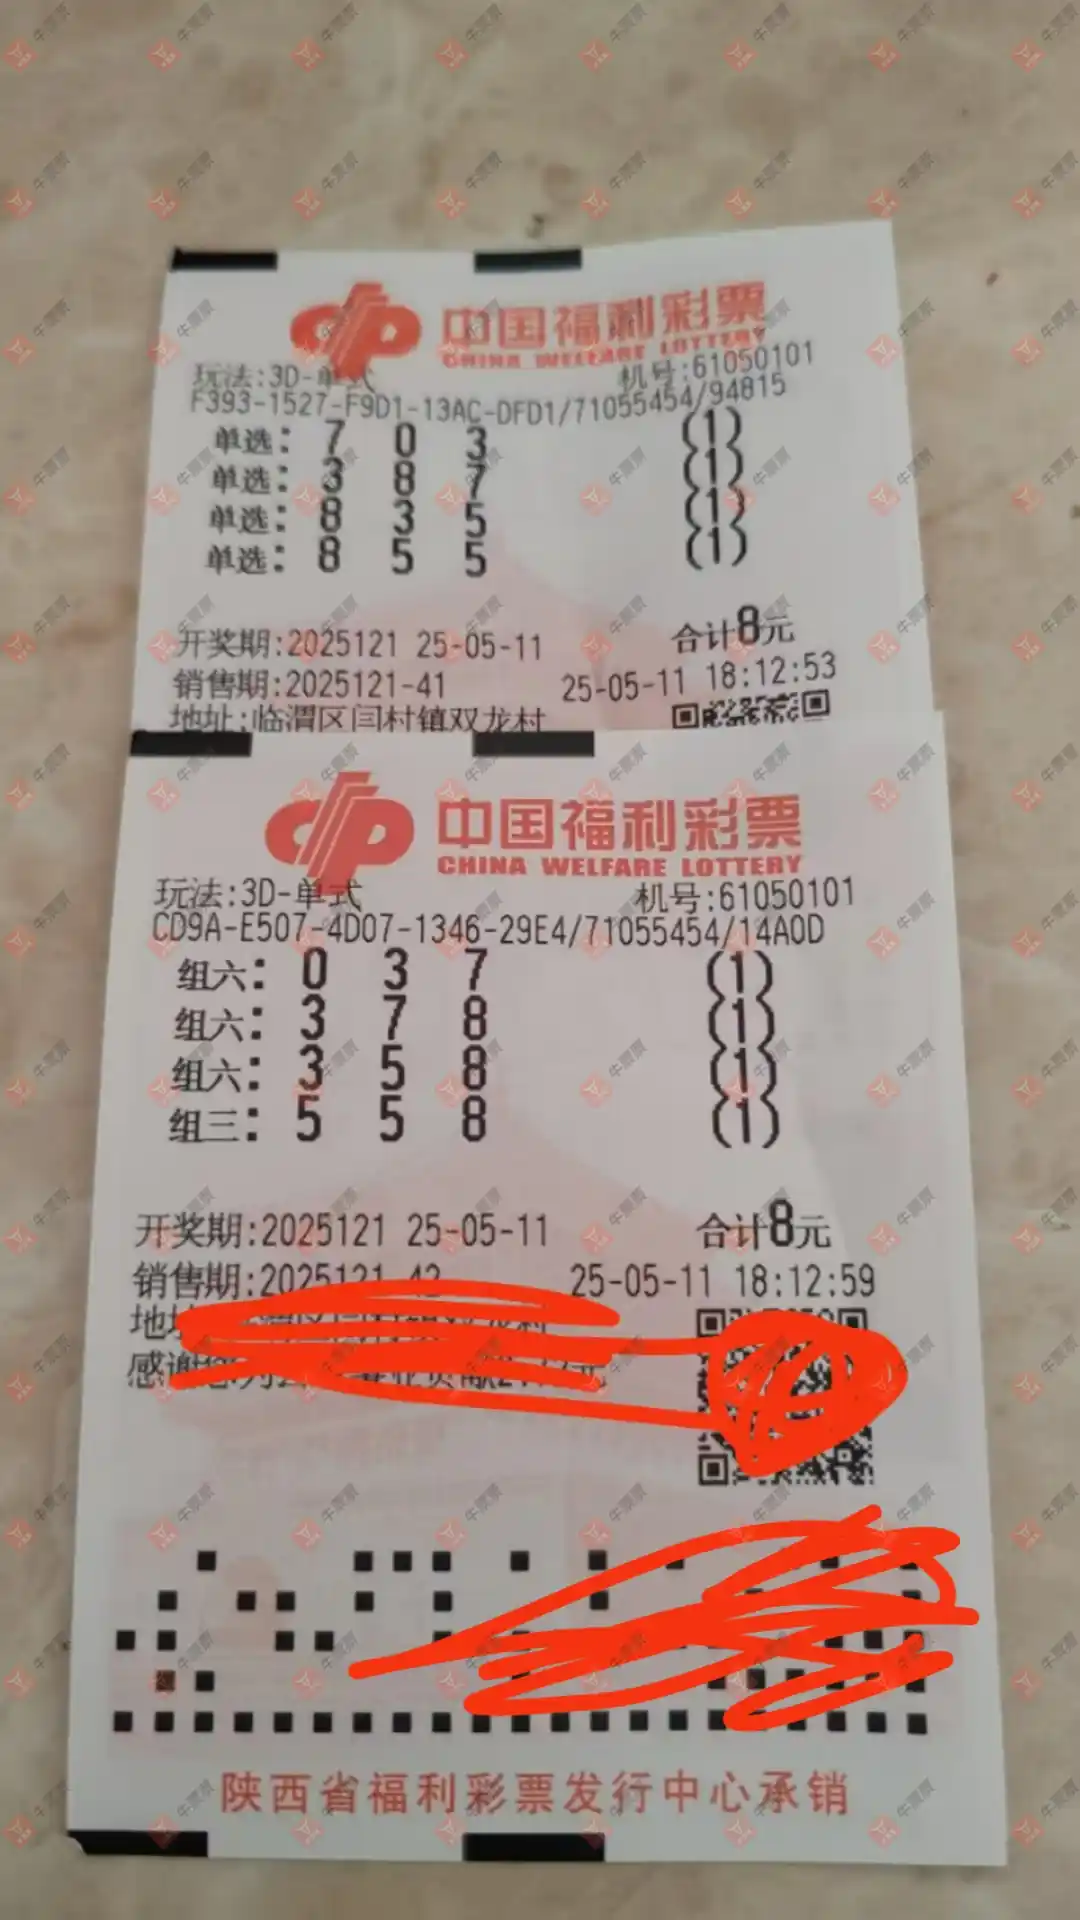 中国福利彩票
CHINA WELFARE LOTTERY
玩法:3D-单式 机号:61050101
F393-1527-F9D1-13AC-DFD1/71055454/94815
单选: 7 0 3 (1)
单选: 3 8 7 (1)
单选: 8 3 5 (1)
单选: 8 5 5 (1)
开奖期:2025121 25-05-11 合计8元
销售期:2025121-41 25-05-11 18:12:53
地址:临渭区闫村镇双龙村
中国福利彩票
CHINA WELFARE LOTTERY
玩法:3D-单式 机号:61050101
CD9A-E507-4D07-1346-29E4/71055454/14A0D
组六: 0 3 7 (1)
组六: 3 7 8 (1)
组六: 3 5 8 (1)
组三: 5 5 8 (1)
开奖期:2025121 25-05-11 合计8元
销售期:2025121-42 25-05-11 18:12:59
感谢您
陕西省福利彩票发行中心承销